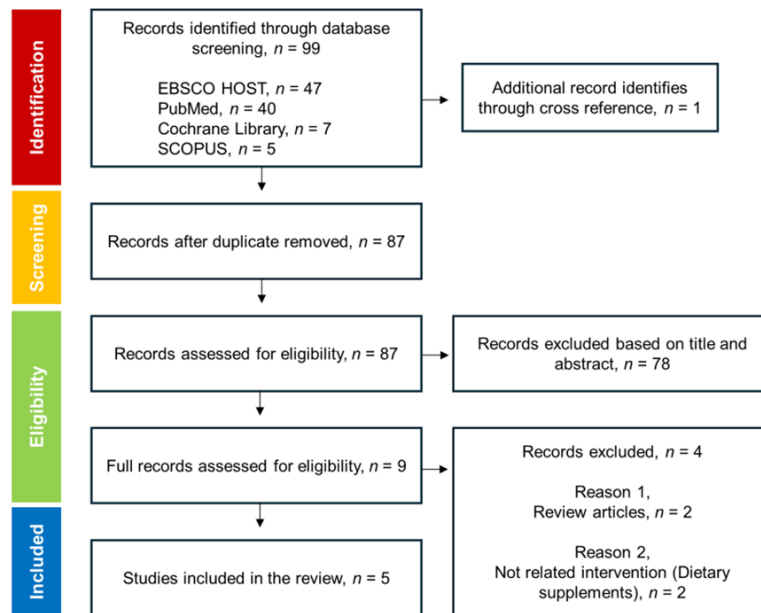 Identification
Records identified through database
screening, n = 99
EBSCO HOST, n = 47
PubMed, n = 40
Cochrane Library, n = 7
SCOPUS, n = 5
Additional record identifies
through cross reference, n = 1
Screening
Records after duplicate removed, n = 87
Eligibility
Records assessed for eligibility, n = 87
Records excluded based on title and
abstract, n = 78
Full records assessed for eligibility, n = 9
Records excluded, n = 4
Reason 1,
Review articles, n = 2
Reason 2,
Not related intervention (Dietary
supplements), n = 2
Included
Studies included in the review, n = 5